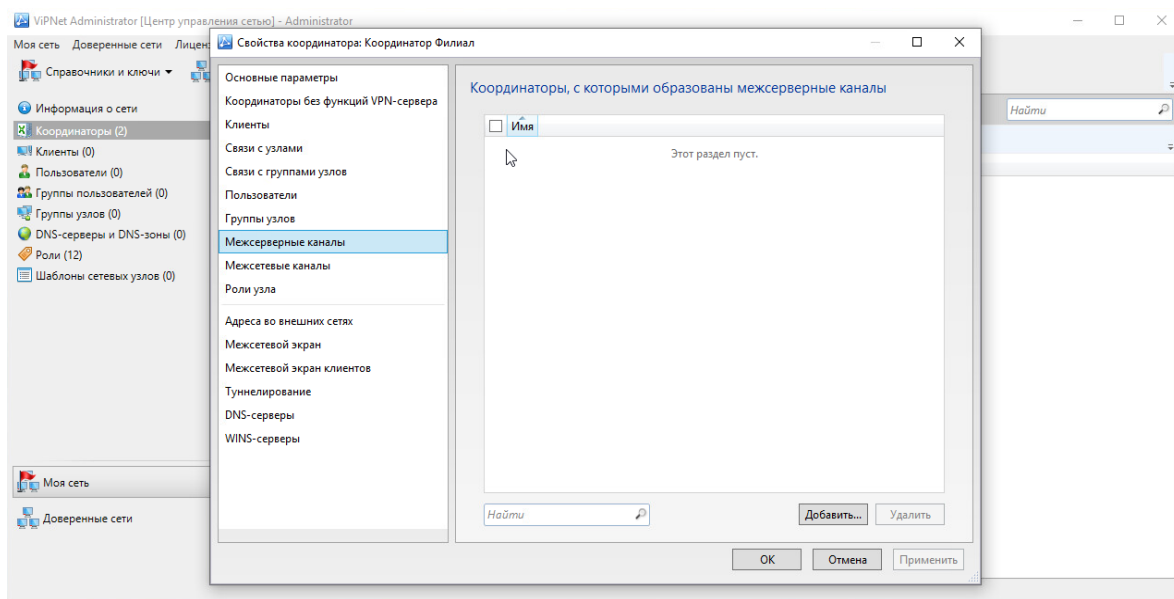 ViPNet Administrator [Центр управления сетью] - Administrator
Моя сеть Доверенные сети
Справочники и ключи
Информация о сети
Координаторы (2)
Клиенты (0)
Пользователи (0)
Группы пользователей (0)
Группы узлов (0)
DNS-серверы и DNS-зоны (0)
Роли (12)
Шаблоны сетевых узлов (0)
Моя сеть
Доверенные сети
Свойства координатора: Координатор Филиал
Основные параметры
Координаторы без функций VPN-сервера
Клиенты
Связи с узлами
Связи с группами узлов
Пользователи
Группы узлов
Межсерверные каналы
Межсетевые каналы
Роли узла
Адреса во внешних сетях
Межсетевой экран
Межсетевой экран клиентов
Туннелирование
DNS-серверы
WINS-серверы
Координаторы, с которыми образованы межсерверные каналы
Имя
Этот раздел пуст.
Найти
Добавить... Удалить
OK Отмена Применить
Найти